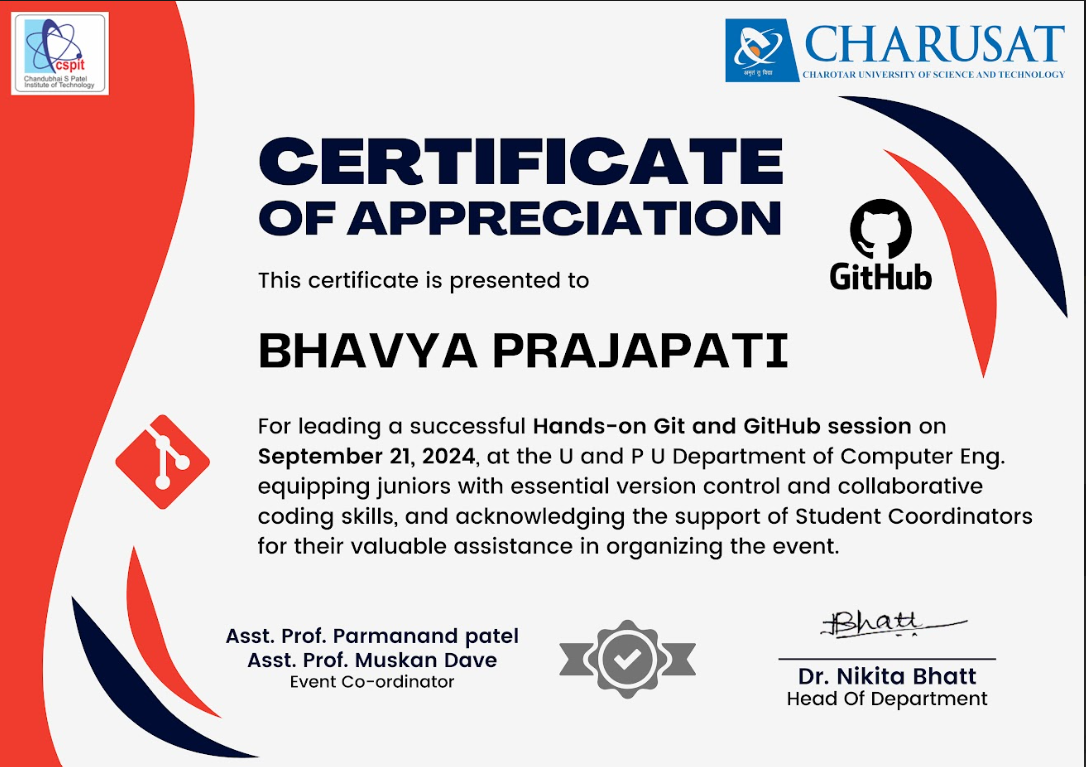 cspit
Chandubhai S Patel
Institute of Technology
CHARUSAT
CHAROTAR UNIVERSITY OF SCIENCE AND TECHNOLOGY
CERTIFICATE
OF APPRECIATION
GitHub
This certificate is presented to
BHAVYA PRAJAPATI
For leading a successful Hands-on Git and GitHub session on
September 21, 2024, at the U and P U Department of Computer Eng.
equipping juniors with essential version control and collaborative
coding skills, and acknowledging the support of Student Coordinators
for their valuable assistance in organizing the event.
Asst. Prof. Parmanand patel
Asst. Prof. Muskan Dave
Event Co-ordinator
Bhatt
Dr. Nikita Bhatt
Head Of Department